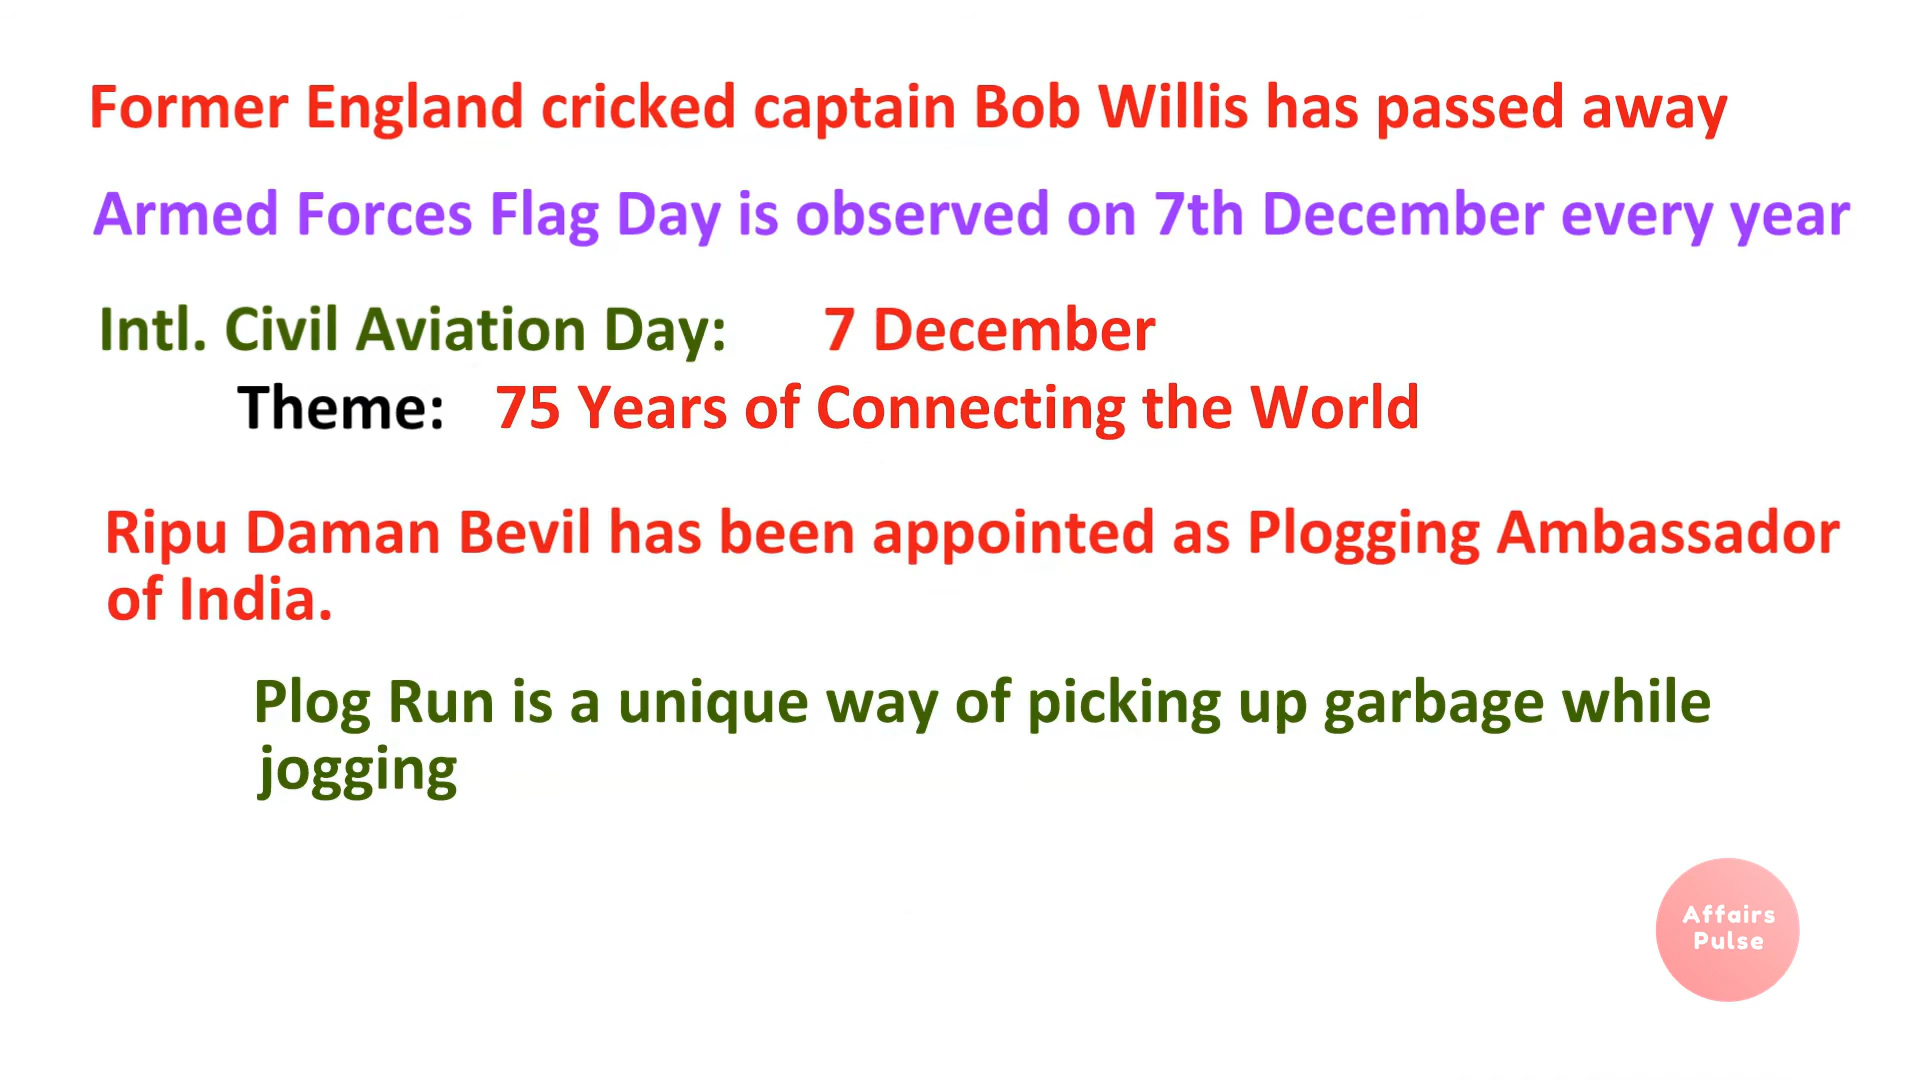 Former England cricked captain Bob Willis has passed away
Armed Forces Flag Day is observed on 7th December every year
Intl. Civil Aviation Day: 7 December
Theme: 75 Years of Connecting the World
Ripu Daman Bevil has been appointed as Plogging Ambassador
of India.
Plog Run is a unique way of picking up garbage while
jogging
Affairs
Pulse